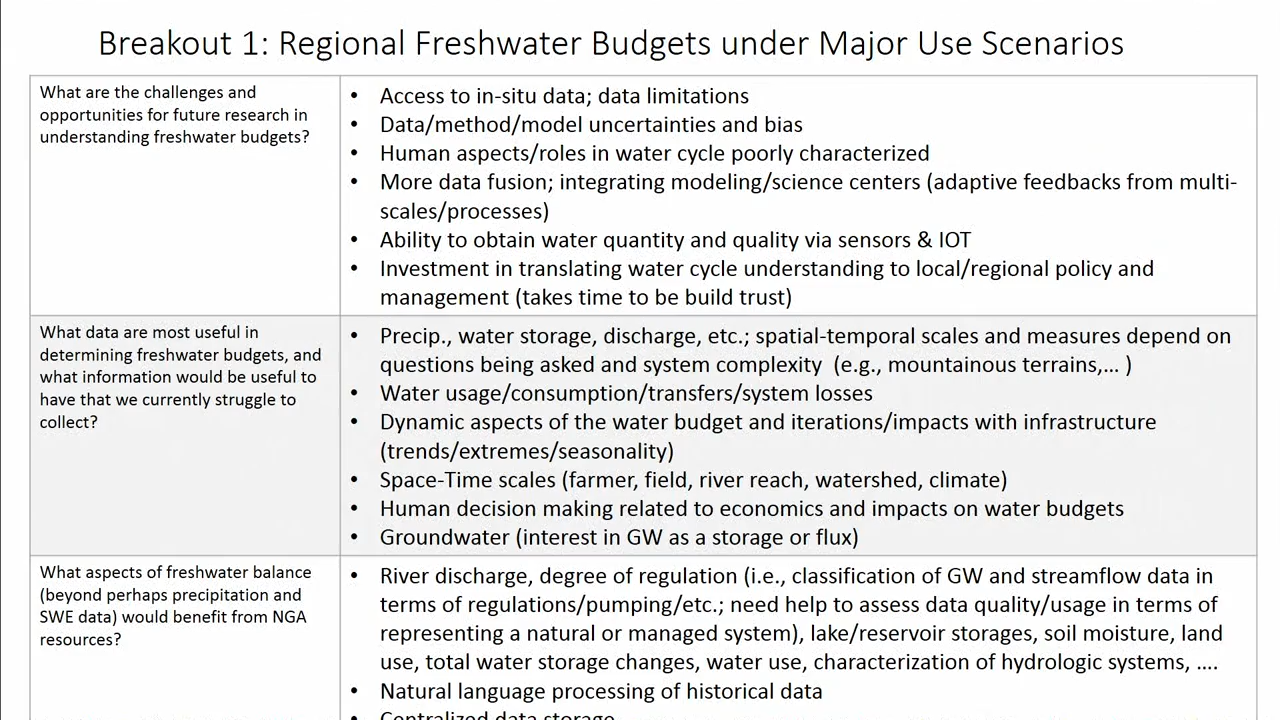 Breakout 1: Regional Freshwater Budgets under Major Use Scenarios
What are the challenges and
opportunities for future research in
understanding freshwater budgets?
• Access to in-situ data; data limitations
• Data/method/model uncertainties and bias
• Human aspects/roles in water cycle poorly characterized
• More data fusion; integrating modeling/science centers (adaptive feedbacks from multi-
scales/processes)
• Ability to obtain water quantity and quality via sensors & IOT
• Investment in translating water cycle understanding to local/regional policy and
management (takes time to be build trust)
What data are most useful in
determining freshwater budgets, and
what information would be useful to
have that we currently struggle to
collect?
• Precip., water storage, discharge, etc.; spatial-temporal scales and measures depend on
questions being asked and system complexity (e.g., mountainous terrains,... )
• Water usage/consumption/transfers/system losses
• Dynamic aspects of the water budget and iterations/impacts with infrastructure
(trends/extremes/seasonality)
• Space-Time scales (farmer, field, river reach, watershed, climate)
• Human decision making related to economics and impacts on water budgets
• Groundwater (interest in GW as a storage or flux)
What aspects of freshwater balance
(beyond perhaps precipitation and
SWE data) would benefit from NGA
resources?
• River discharge, degree of regulation (i.e., classification of GW and streamflow data in
terms of regulations/pumping/etc.; need help to assess data quality/usage in terms of
representing a natural or managed system), lake/reservoir storages, soil moisture, land
use, total water storage changes, water use, characterization of hydrologic systems, ....
• Natural language processing of historical data
• Centralized data storage